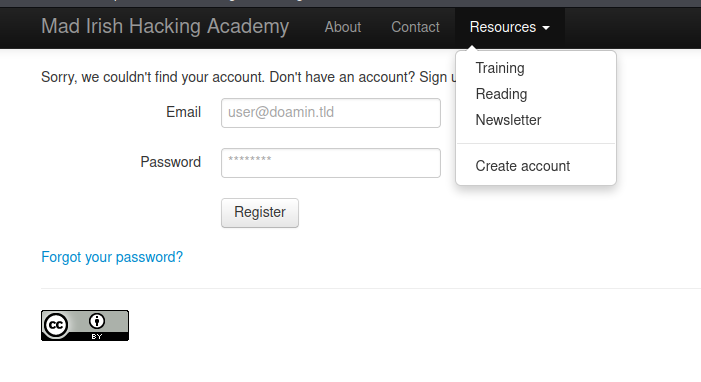 Mad Irish Hacking Academy About Contact Resources
Sorry, we couldn't find your account. Don't have an account? Sign
Training
Reading
Newsletter
Create account
Email user@doamin.tld
Password ********
Register
Forgot your password?
cc BY